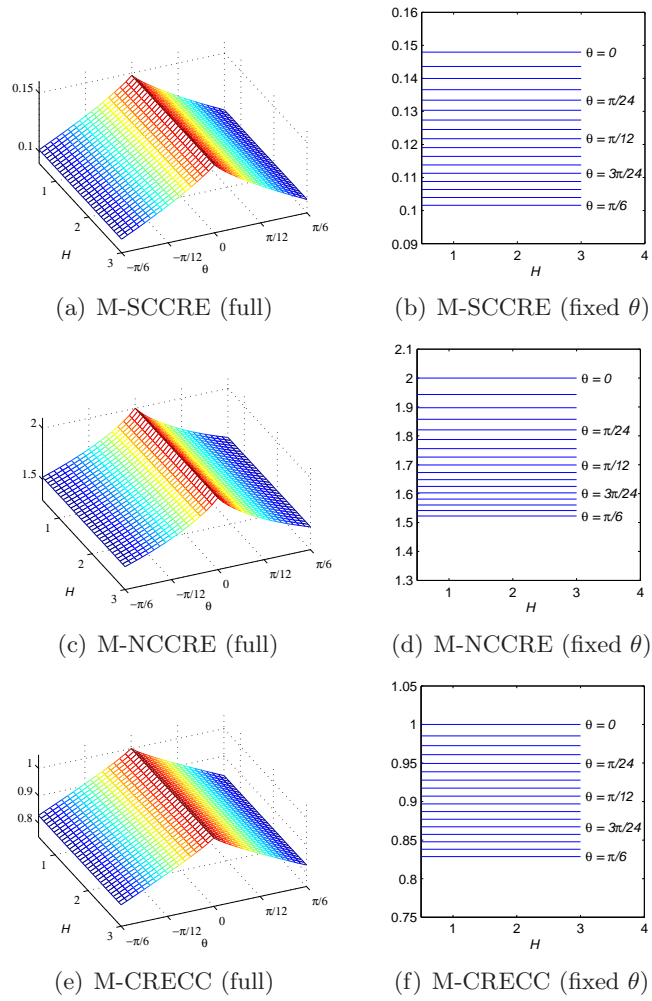 0.15
0.1
1
2
3
H
−π/6
−π/12
0
π/12
π/6
θ
(a) M-SCCRE (full)
0.16
0.15
0.14
0.13
0.12
0.11
0.1
0.09
θ = 0
θ = π/24
θ = π/12
θ = 3π/24
θ = π/6
1
2
3
4
H
(b) M-SCCRE (fixed θ)
2
1.5
1
2
3
H
−π/6
−π/12
0
π/12
π/6
θ
(c) M-NCCRE (full)
2.1
2
1.9
1.8
1.7
1.6
1.5
1.4
1.3
θ = 0
θ = π/24
θ = π/12
θ = 3π/24
θ = π/6
1
2
3
4
H
(d) M-NCCRE (fixed θ)
1
0.9
0.8
1
2
3
H
−π/6
−π/12
0
π/12
π/6
θ
(e) M-CRECC (full)
1.05
1
0.95
0.9
0.85
0.8
0.75
θ = 0
θ = π/24
θ = π/12
θ = 3π/24
θ = π/6
1
2
3
4
H
(f) M-CRECC (fixed θ)